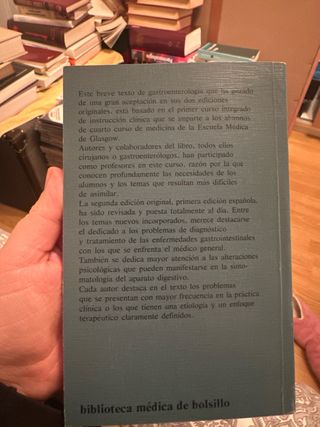 Este breve texto de gastroenterología que ha gozado
de una gran aceptación en sus dos ediciones
originales, está basado en el primer curso integrado
de instrucción clínica que se imparte a los alumnos
de cuarto curso de medicina de la Escuela Médica
de Glasgow.
Autores y colaboradores del libro, todos ellos
cirujanos o gastroenterólogos, han participado
como profesores en este curso, razón por la que
conocen profundamente las necesidades de los
alumnos y los temas que resultan más difíciles
de asimilar.
La segunda edición original, primera edición española,
ha sido revisada y puesta totalmente al día. Entre
los temas nuevos incorporados, merece destacarse
el dedicado a los problemas de diagnóstico
y tratamiento de las enfermedades gastrointestinales
con los que se enfrenta el médico general.
También se dedica mayor atención a las alteraciones
psicológicas que pueden manifestarse en la sinto-
matología del aparato digestivo.
Cada autor destaca en el texto los problemas
que se presentan con mayor frecuencia en la práctica
clínica o los que tienen una etiología y un enfoque
terapéutico claramente definidos.
biblioteca médica de bolsillo